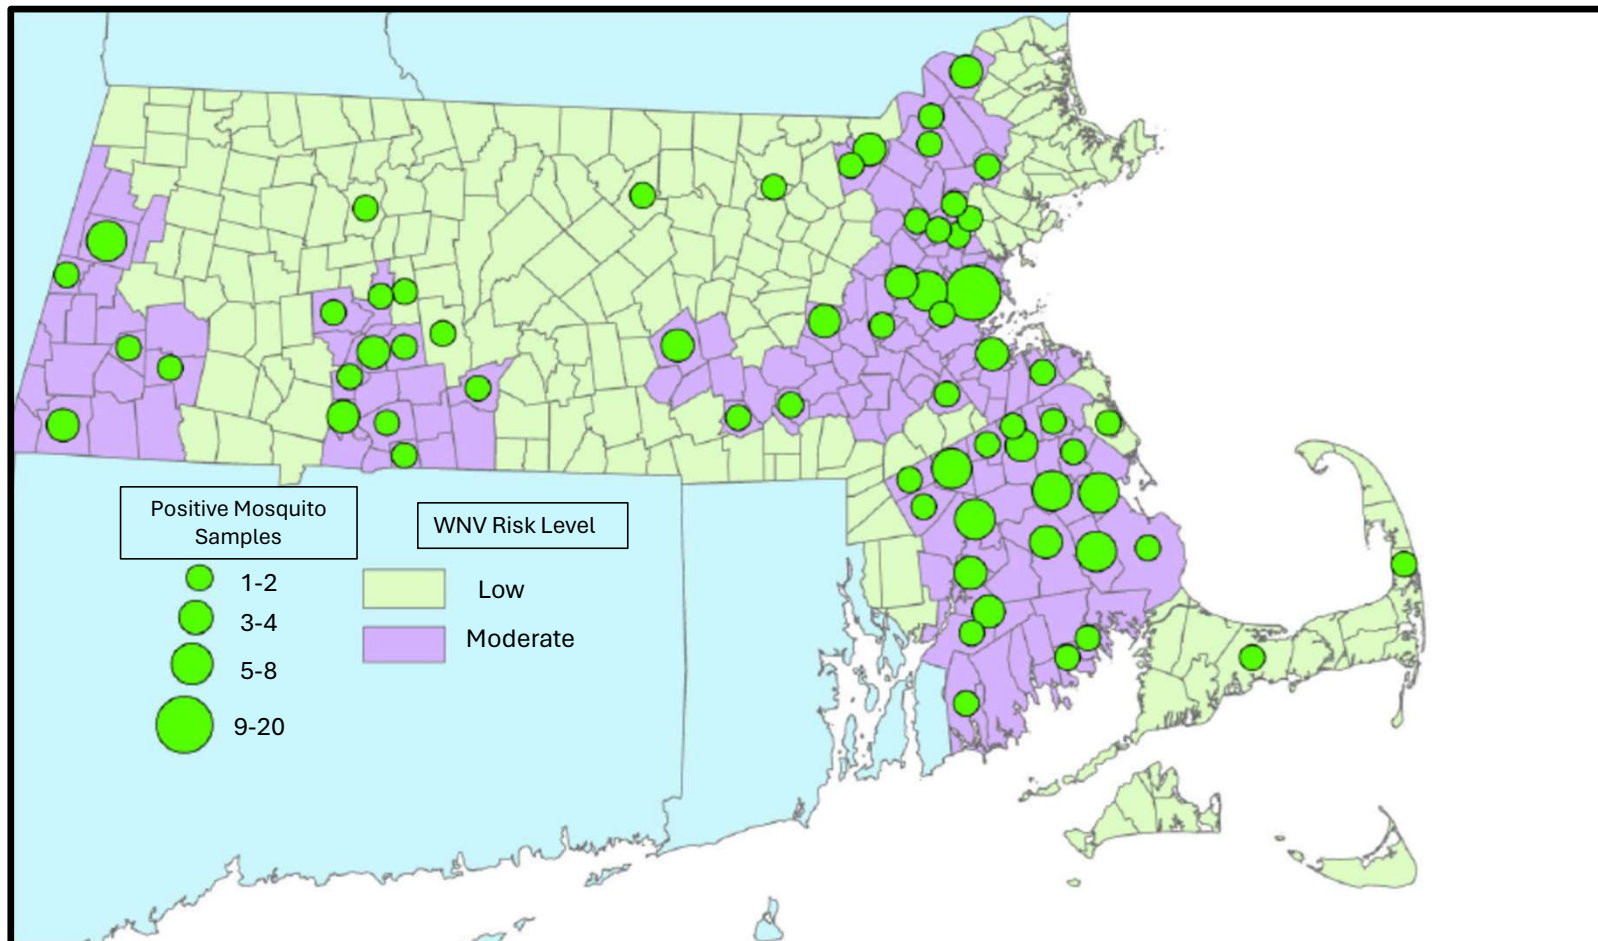 Positive Mosquito
Samples
1-2
3-4
5-8
9-20
WNV Risk Level
Low
Moderate